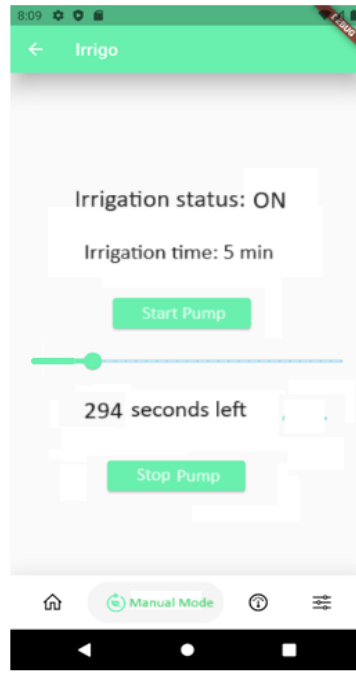 8:09
DEBUG
Irrigo
Irrigation status: ON
Irrigation time: 5 min
Start Pump
294 seconds left
Stop Pump
Manual Mode